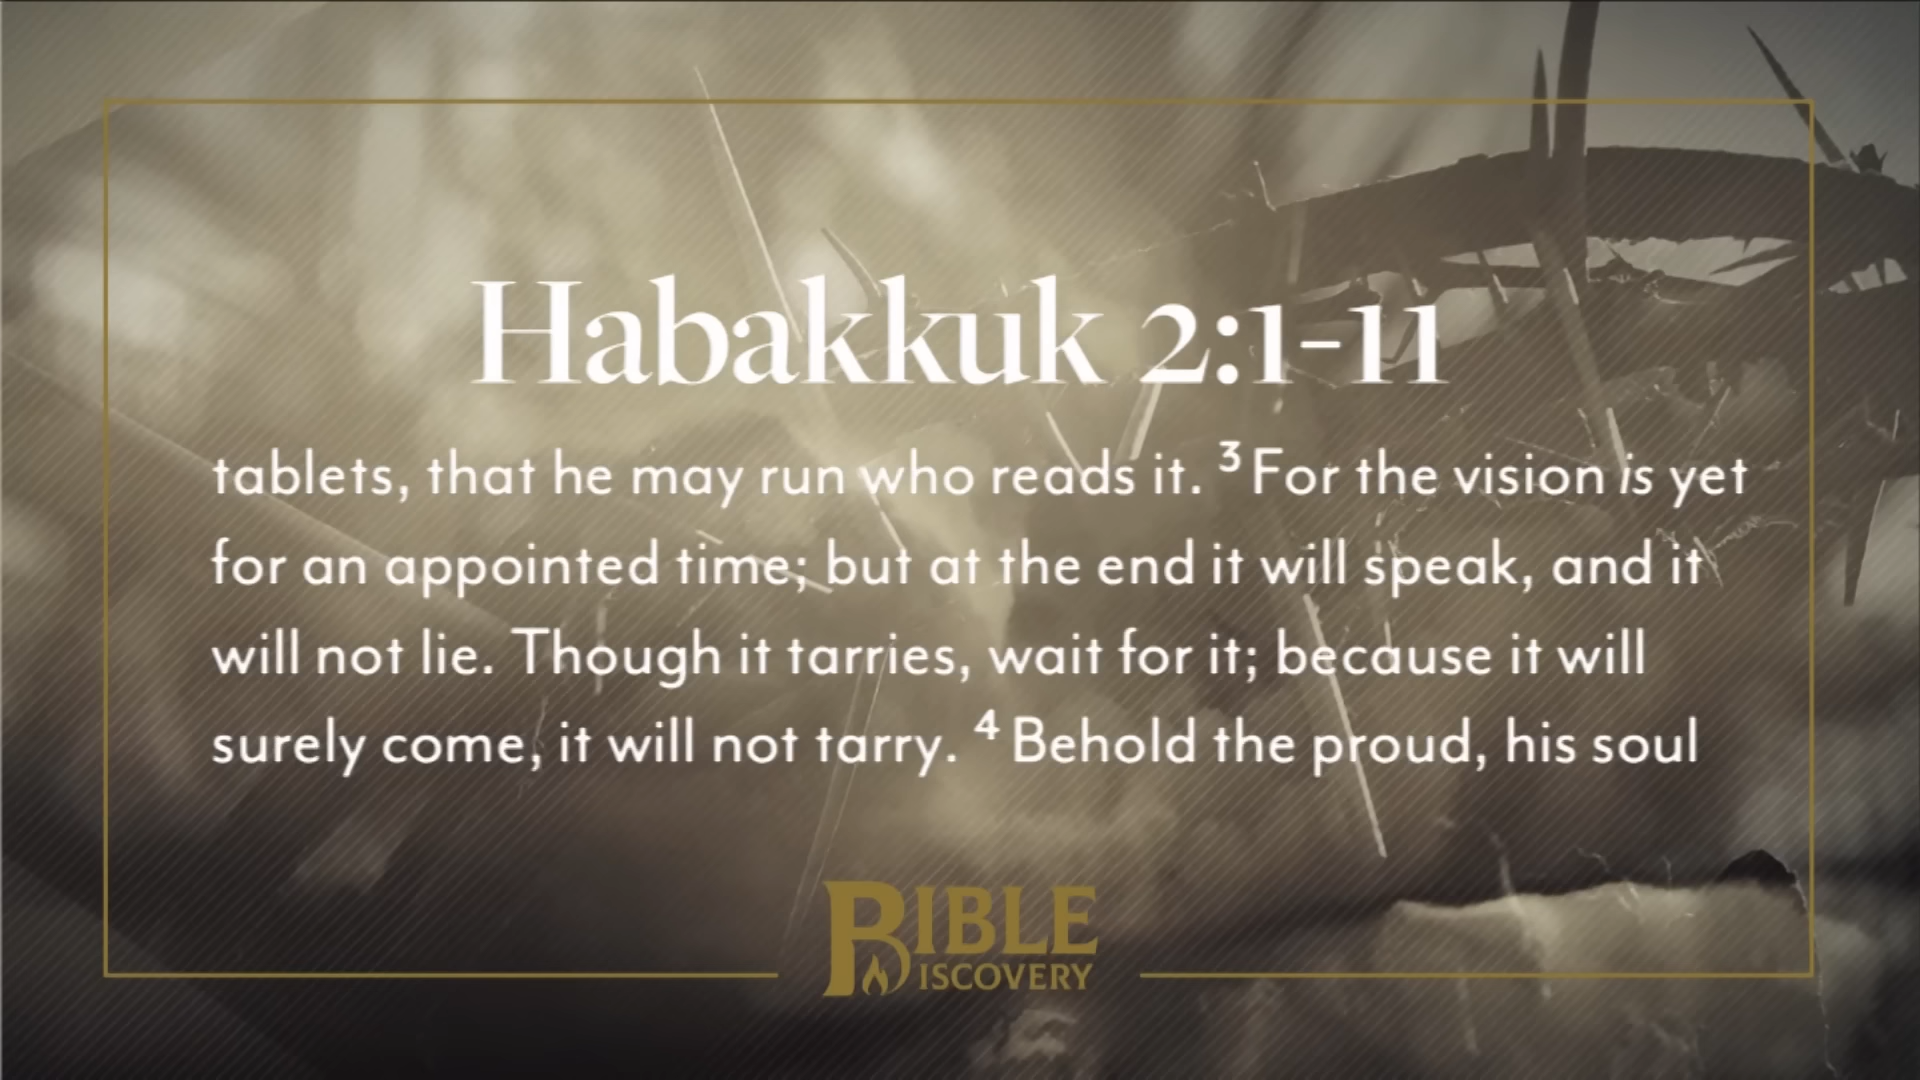 Habakkuk 2:1-11
tablets, that he may run who reads it. ³ For the vision is yet
for an appointed time; but at the end it will speak, and it
will not lie. Though it tarries, wait for it; because it will
surely come, it will not tarry. ⁴ Behold the proud, his soul
BIBLE
DISCOVERY